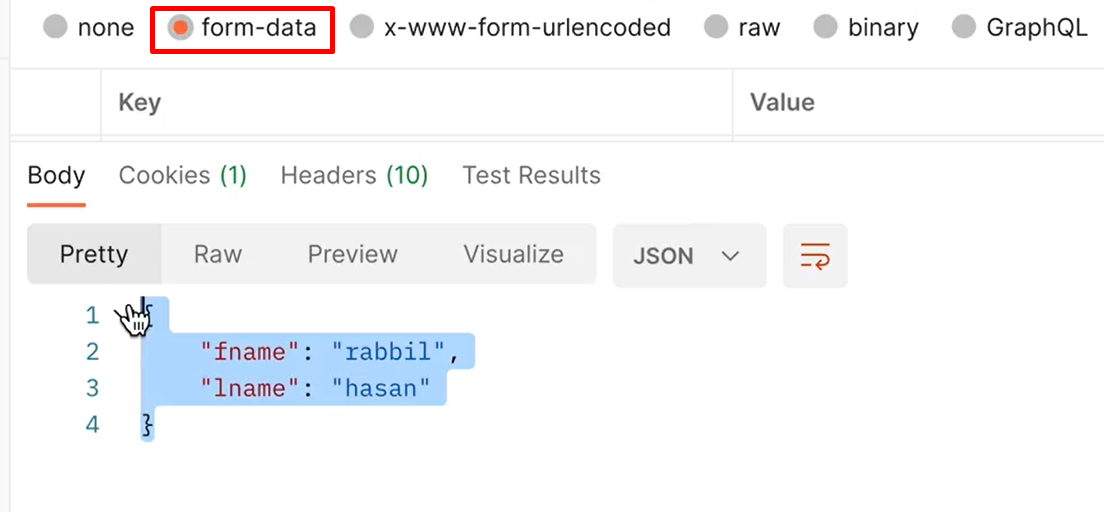 none form-data x-www-form-urlencoded raw binary GraphQL
Key Value
Body Cookies (1) Headers (10) Test Results
Pretty Raw Preview Visualize JSON
1 {
2 "fname": "rabbil",
3 "lname": "hasan"
4 }